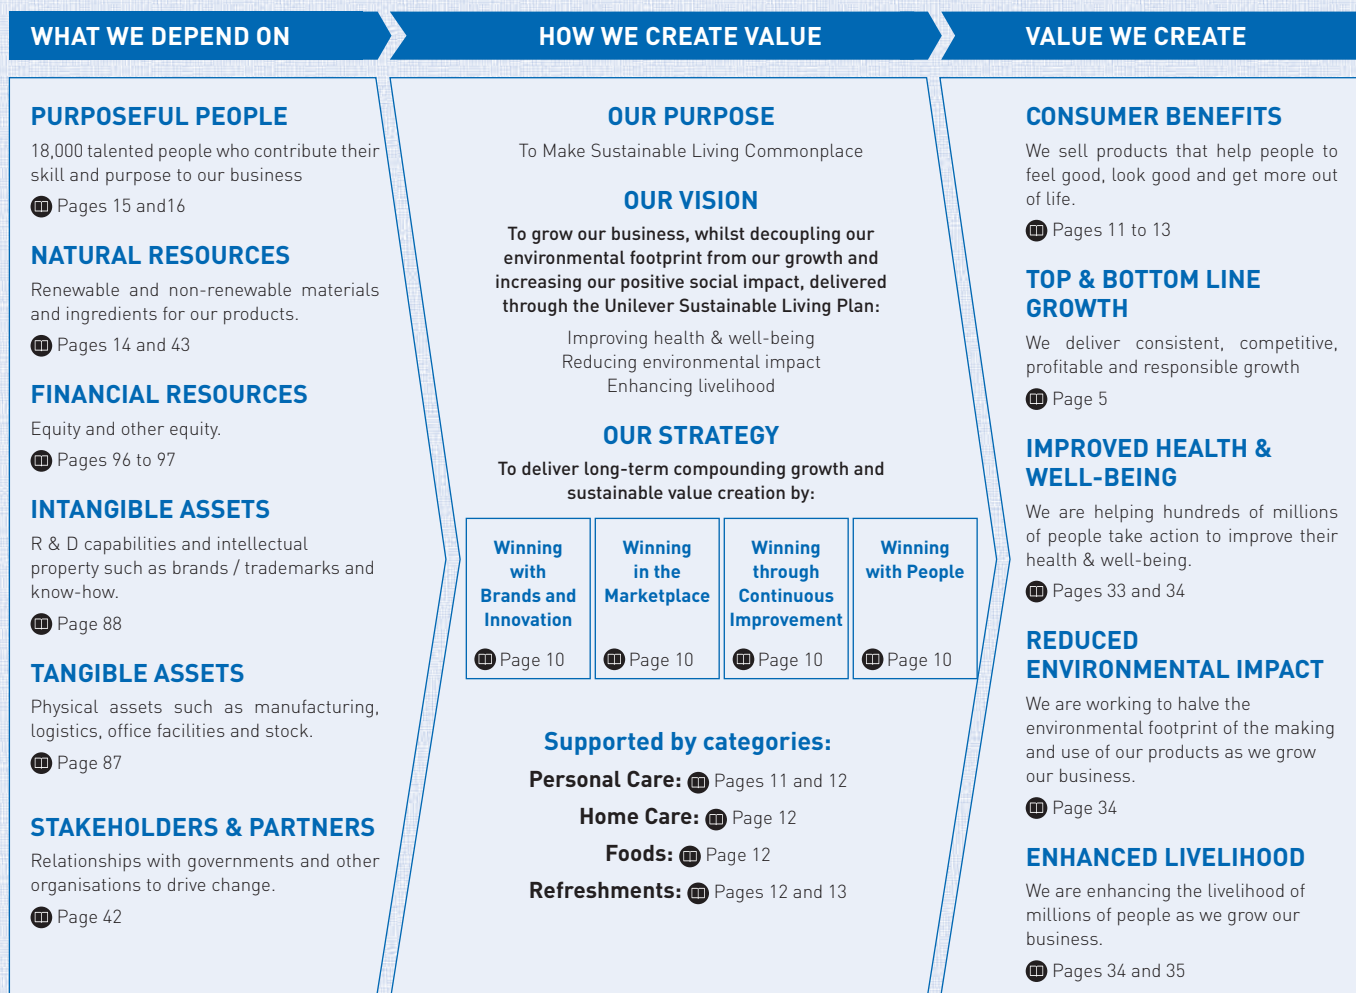 WHAT WE DEPEND ON
HOW WE CREATE VALUE
VALUE WE CREATE
PURPOSEFUL PEOPLE
18,000 talented people who contribute their
skill and purpose to our business
Pages 15 and16
NATURAL RESOURCES
Renewable and non-renewable materials
and ingredients for our products.
Pages 14 and 43
FINANCIAL RESOURCES
Equity and other equity.
Pages 96 to 97
INTANGIBLE ASSETS
R & D capabilities and intellectual
property such as brands / trademarks and
know-how.
Page 88
TANGIBLE ASSETS
Physical assets such as manufacturing,
logistics, office facilities and stock.
Page 87
STAKEHOLDERS & PARTNERS
Relationships with governments and other
organisations to drive change.
Page 42
OUR PURPOSE
To Make Sustainable Living Commonplace
OUR VISION
To grow our business, whilst decoupling our
environmental footprint from our growth and
increasing our positive social impact, delivered
through the Unilever Sustainable Living Plan:
Improving health & well-being
Reducing environmental impact
Enhancing livelihood
OUR STRATEGY
To deliver long-term compounding growth and
sustainable value creation by:
Winning
with
Brands and
Innovation
Page 10
Winning
in the
Marketplace
Page 10
Winning
through
Continuous
Improvement
Page 10
Winning
with People
Page 10
Supported by categories:
Personal Care: Pages 11 and 12
Home Care: Page 12
Foods: Page 12
Refreshments: Pages 12 and 13
CONSUMER BENEFITS
We sell products that help people to
feel good, look good and get more out
of life.
Pages 11 to 13
TOP & BOTTOM LINE
GROWTH
We deliver consistent, competitive,
profitable and responsible growth
Page 5
IMPROVED HEALTH &
WELL-BEING
We are helping hundreds of millions
of people take action to improve their
health & well-being.
Pages 33 and 34
REDUCED
ENVIRONMENTAL IMPACT
We are working to halve the
environmental footprint of the making
and use of our products as we grow
our business.
Page 34
ENHANCED LIVELIHOOD
We are enhancing the livelihood of
millions of people as we grow our
business.
Pages 34 and 35